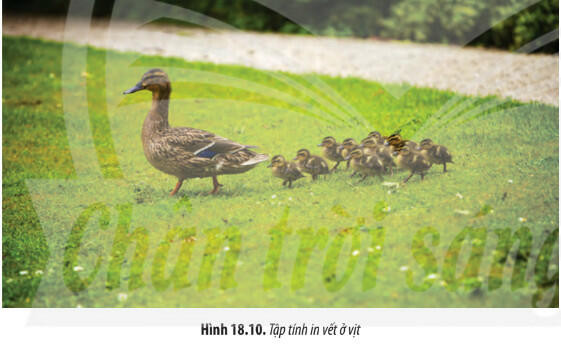 Chân trời sáng
Hình 18.10. Tập tính in vết ở vịt